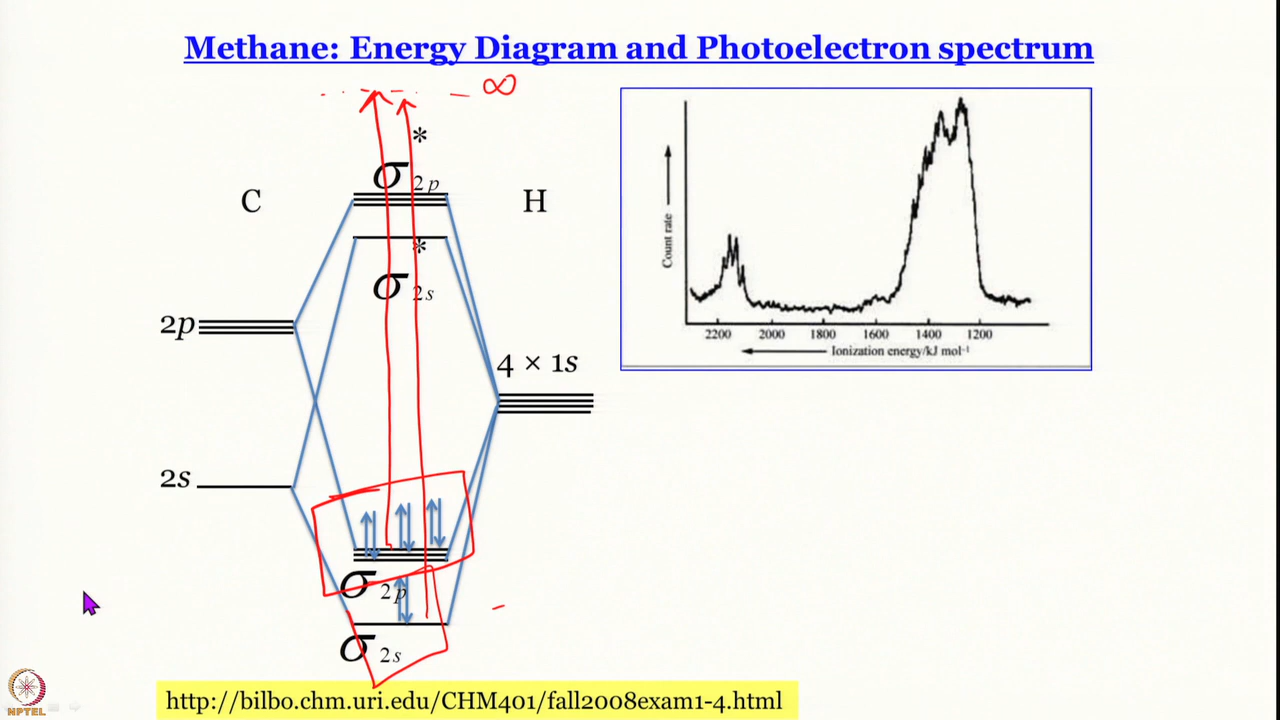 Methane: Energy Diagram and Photoelectron spectrum
∞
*
σ 2p
C
H
*
σ 2s
2p
4 × 1s
2s
σ 2p
σ 2s
Count rate
2200 2000 1800 1600 1400 1200
Ionization energy/kJ mol⁻¹
http://bilbo.chm.uri.edu/CHM401/fall2008exam1-4.html
NPTEL